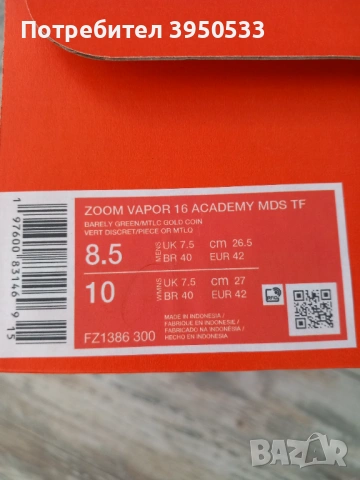 Потребител 3950533
ZOOM VAPOR 16 ACADEMY MDS TF
BARELY GREEN/MTLC GOLD COIN
VERT DISCRET/PIECE OR MTLQ
8.5 MENS UK 7.5 cm 26.5
BR 40 EUR 42
10 WMNS UK 7.5 cm 27
BR 40 EUR 42
FZ1386 300
MADE IN INDONESIA /
FABRIQUE EN INDONESIE /
FABRICADO NA INDONESIA /
HECHO EN INDONESIA
1 97600 83146 9 15
BAZAR
bg